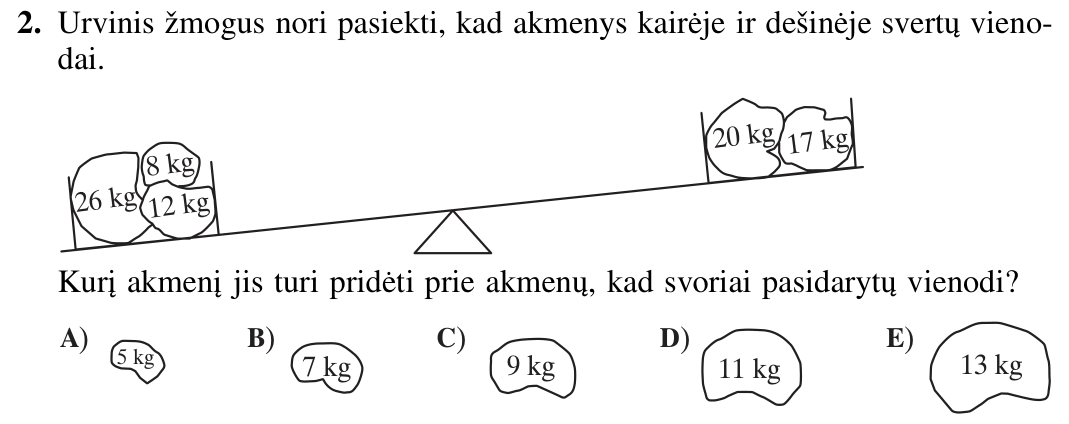 2. Urvinis žmogus nori pasiekti, kad akmenys kairėje ir dešinėje svertų vieno-
dai.
20 kg 17 kg
8 kg
26 kg 12 kg
Kurį akmenį jis turi pridėti prie akmenų, kad svoriai pasidarytų vienodi?
A) 5 kg B) 7 kg C) 9 kg D) 11 kg E) 13 kg